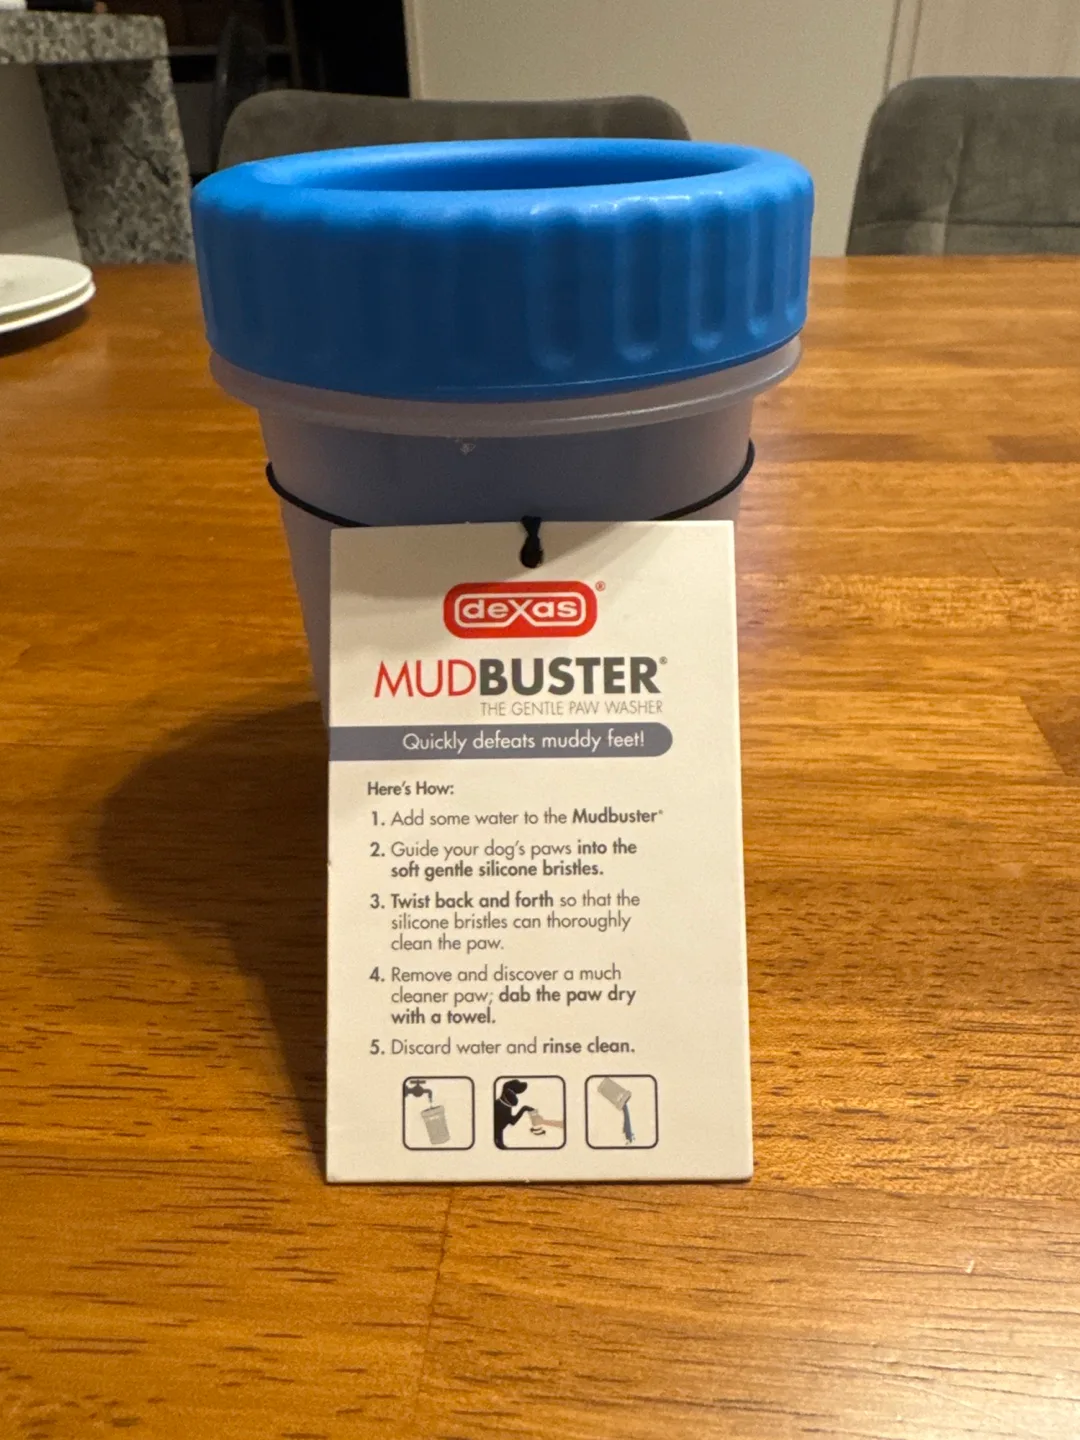 dexas®
MUDBUSTER®
THE GENTLE PAW WASHER
Quickly defeats muddy feet!
Here's How:
1. Add some water to the Mudbuster®
2. Guide your dog's paws into the
soft gentle silicone bristles.
3. Twist back and forth so that the
silicone bristles can thoroughly
clean the paw.
4. Remove and discover a much
cleaner paw; dab the paw dry
with a towel.
5. Discard water and rinse clean.